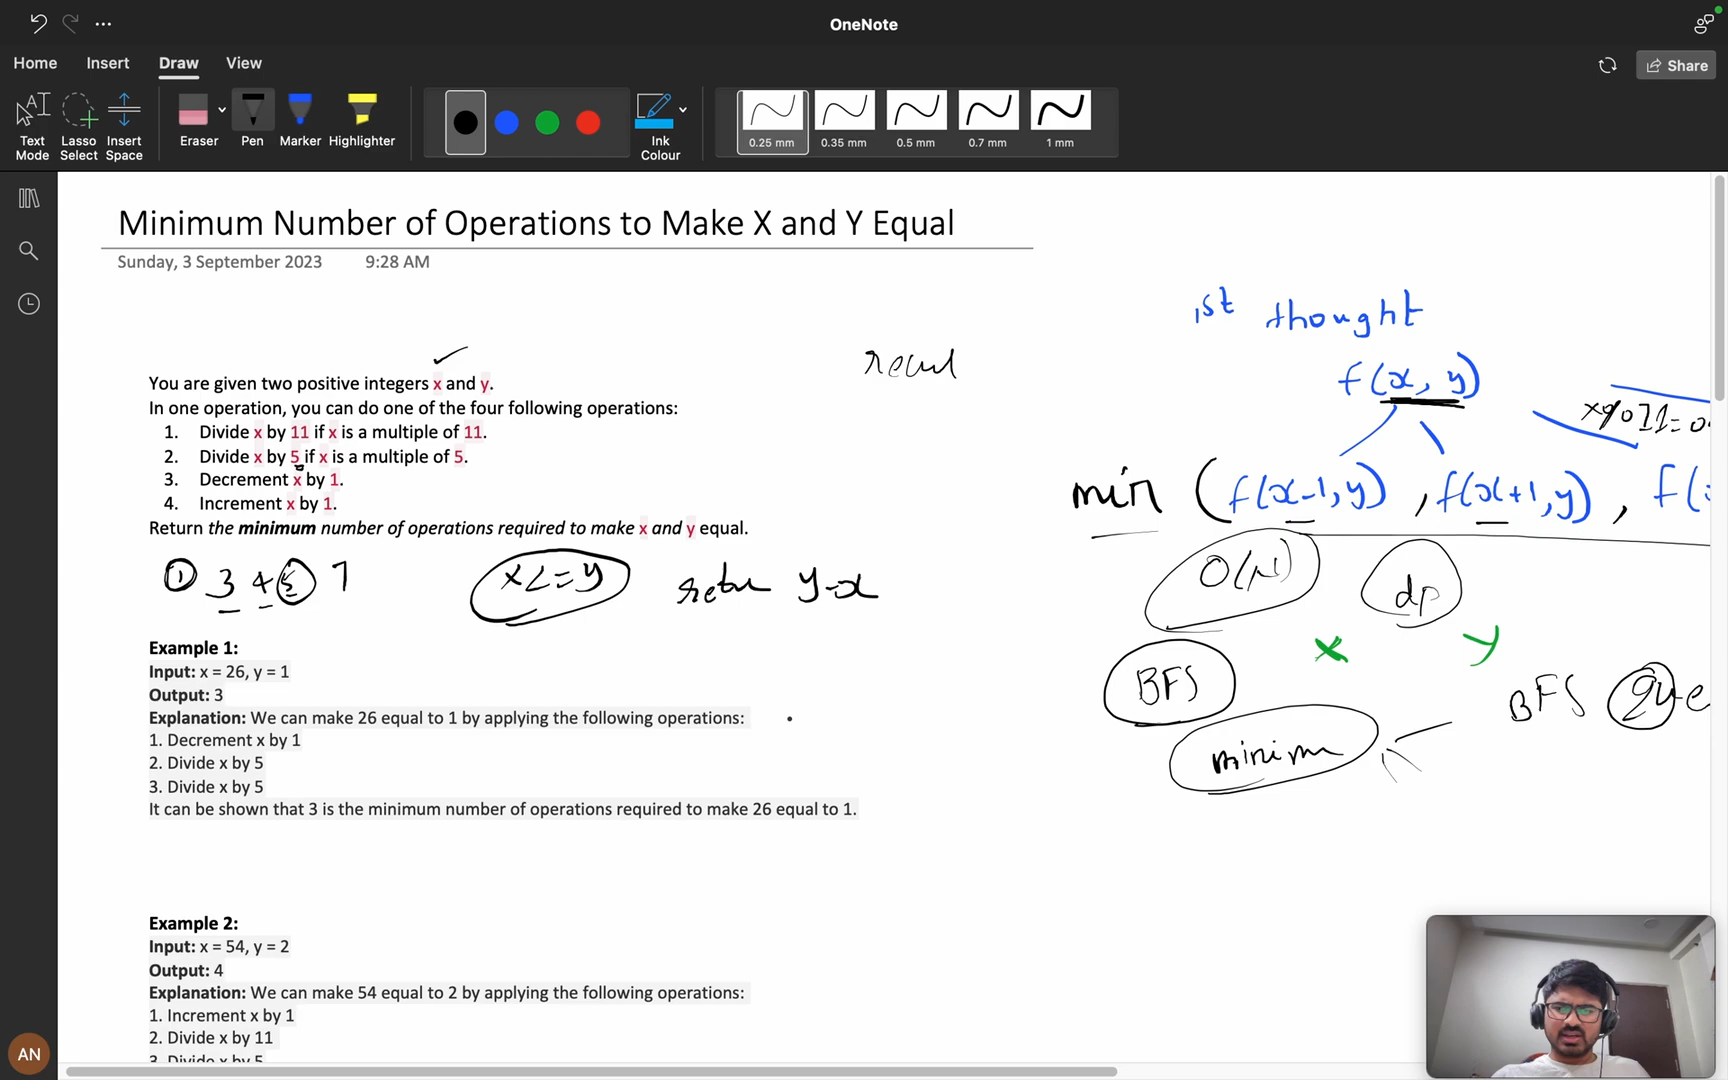 OneNote
Home Insert Draw View
Share
Text Mode
Lasso Select
Insert Space
Eraser
Pen
Marker
Highlighter
Ink Colour
0.25 mm
0.35 mm
0.5 mm
0.7 mm
1 mm
Minimum Number of Operations to Make X and Y Equal
Sunday, 3 September 2023 9:28 AM
1st thought
f(x, y)
x%11=0
min (f(x-1,y) , f(x+1,y) , f(
You are given two positive integers x and y.
In one operation, you can do one of the four following operations:
1. Divide x by 11 if x is a multiple of 11.
2. Divide x by 5 if x is a multiple of 5.
3. Decrement x by 1.
4. Increment x by 1.
Return the minimum number of operations required to make x and y equal.
① 3 4 5 7
x<=y
y-x
dp
x y
BFS
BFS que
Example 1:
Input: x = 26, y = 1
Output: 3
Explanation: We can make 26 equal to 1 by applying the following operations:
1. Decrement x by 1
2. Divide x by 5
3. Divide x by 5
It can be shown that 3 is the minimum number of operations required to make 26 equal to 1.
Example 2:
Input: x = 54, y = 2
Output: 4
Explanation: We can make 54 equal to 2 by applying the following operations:
1. Increment x by 1
2. Divide x by 11
3. Divide x by 5
AN